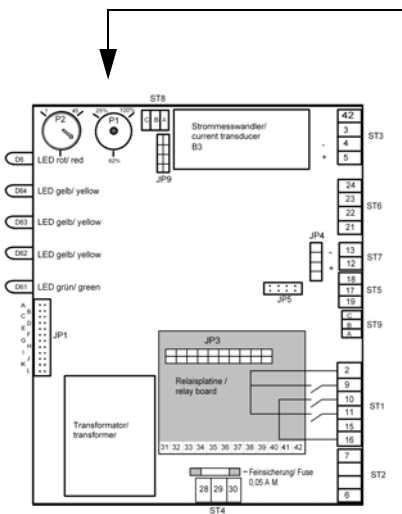 ST8
1 45
P2
25% 100%
P1
62%
C B A
JP9
Strommesswandler/
current transducer
B3
42
3
4
5
-
+
ST3
D6 LED rot/ red
D64 LED gelb/ yellow
D63 LED gelb/ yellow
D62 LED gelb/ yellow
D61 LED grün/ green
24
23
22
21
ST6
JP4
-
+
13
12
ST7
JP5
18
17
19
ST5
C
B
A
ST9
A
B
C
D
E
F
G
H
I
J
K
L
JP1
JP3
Relaisplatine /
relay board
31 32 33 34 35 36 37 38 39 40 41 42
2
9
10
11
15
16
ST1
Transformator/
transformer
Feinsicherung/ Fuse
0,05 A M
28 29 30
ST4
7
6
ST2